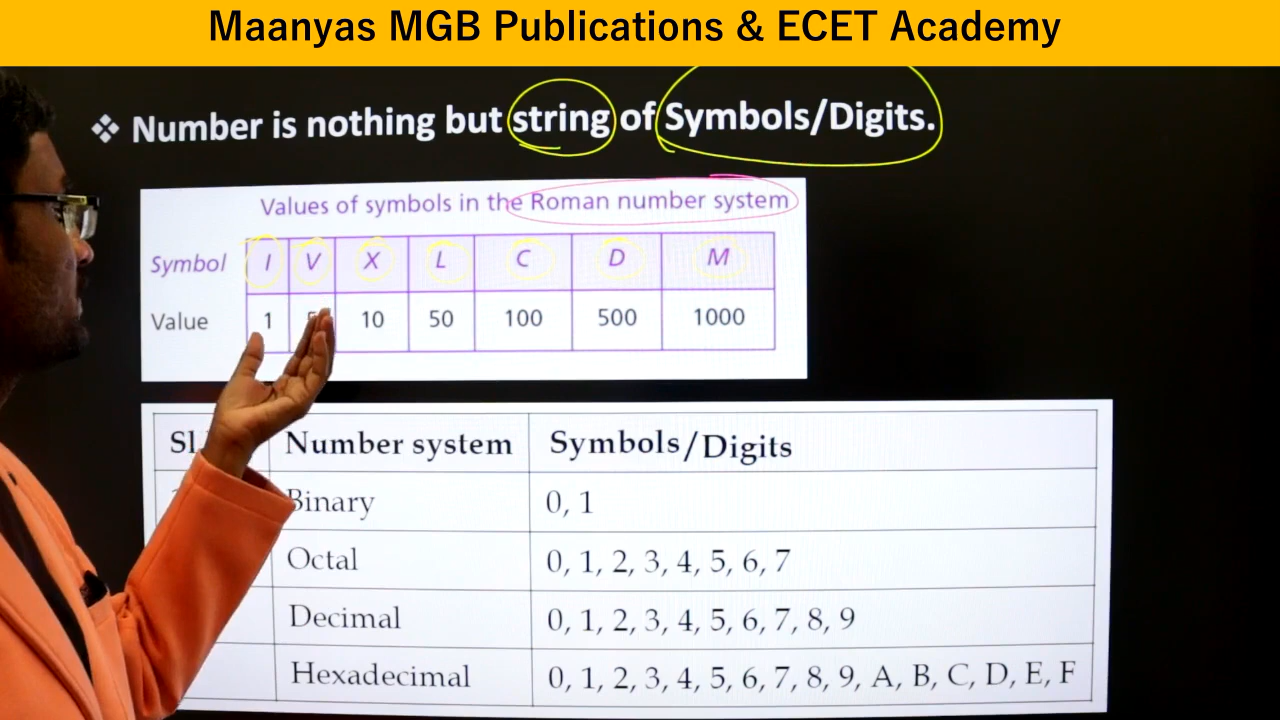 Maanyas MGB Publications & ECET Academy
❖ Number is nothing but string of Symbols/Digits.
Values of symbols in the Roman number system
Symbol I V X L C D M
Value 1 10 50 100 500 1000
Number system Symbols/Digits
Binary 0, 1
Octal 0, 1, 2, 3, 4, 5, 6, 7
Decimal 0, 1, 2, 3, 4, 5, 6, 7, 8, 9
Hexadecimal 0, 1, 2, 3, 4, 5, 6, 7, 8, 9, A, B, C, D, E, F